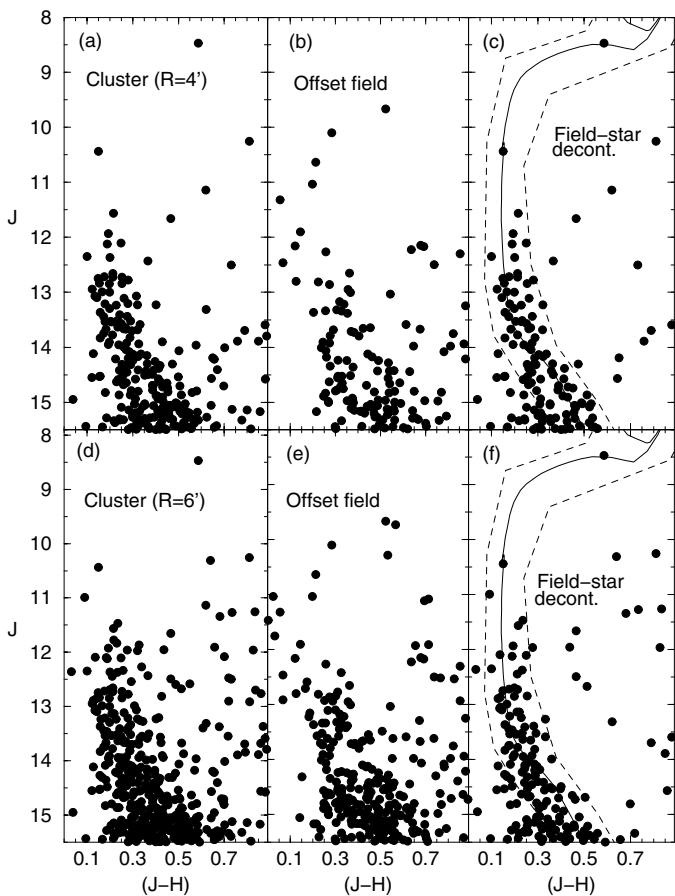 (a)
Cluster (R=4')
(b)
Offset field
(c)
Field−star
decont.
J
8
9
10
11
12
13
14
15
(d)
Cluster (R=6')
(e)
Offset field
(f)
Field−star
decont.
J
8
9
10
11
12
13
14
15
0.1 0.3 0.5 0.7
0.1 0.3 0.5 0.7
0.1 0.3 0.5 0.7
(J−H)
(J−H)
(J−H)